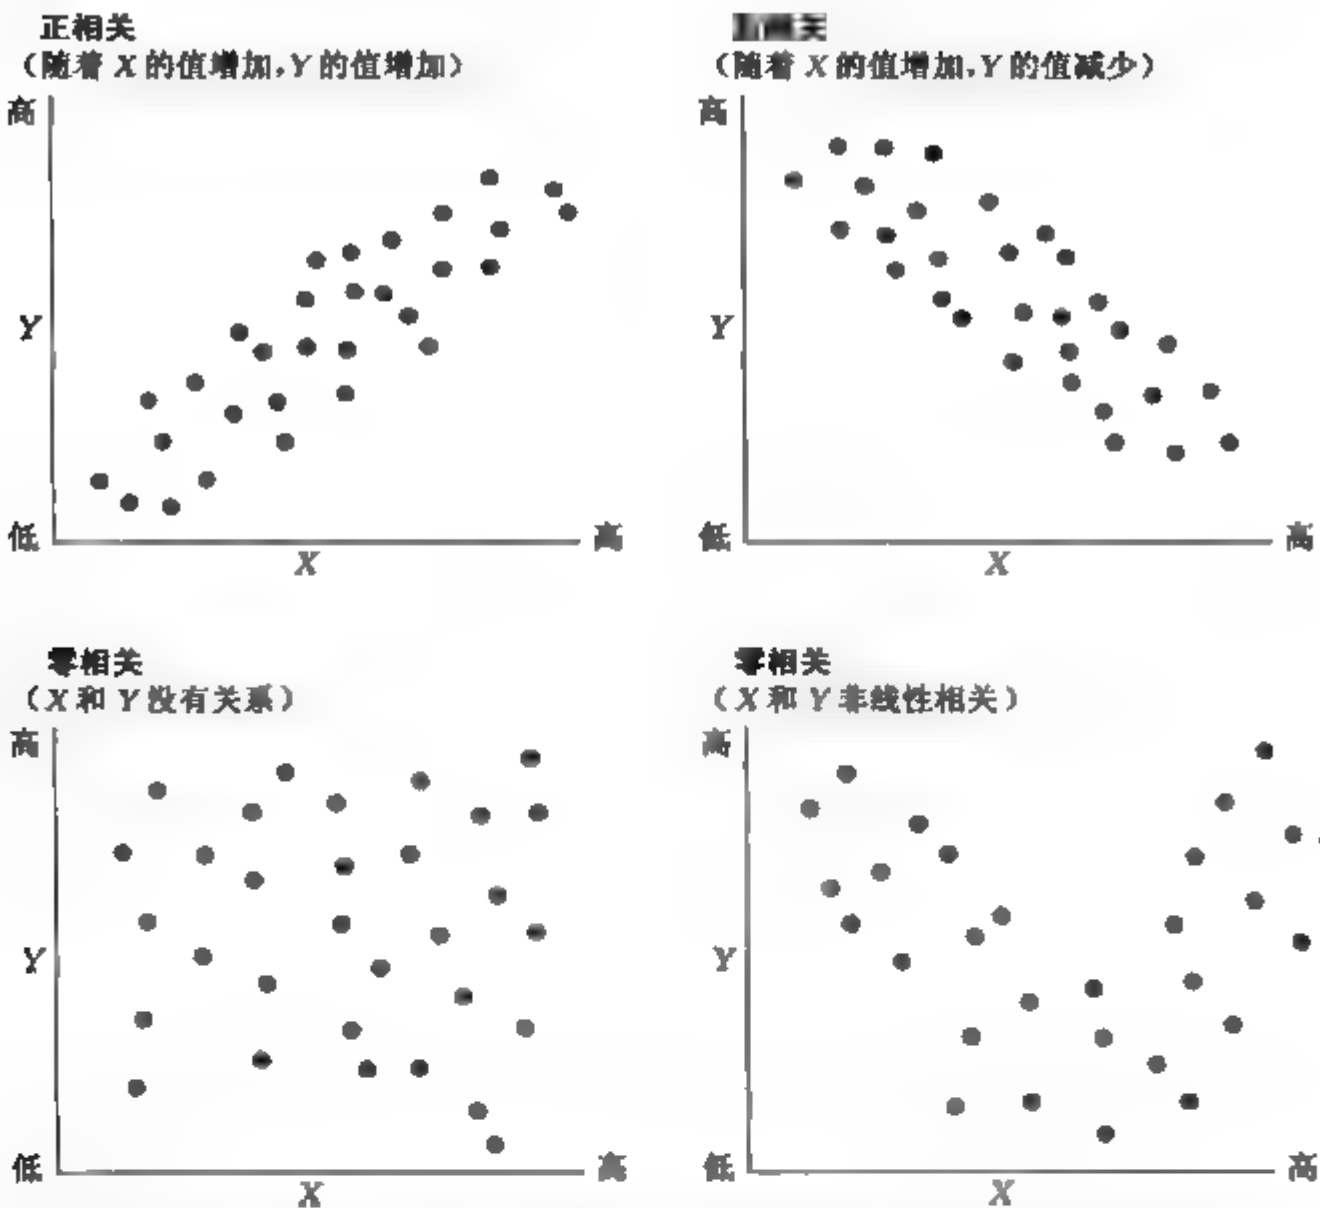 正相关
（随着 X 的值增加,Y 的值增加）
高
Y
低
高
X
关
（随着 X 的值增加,Y 的值减少）
高
Y
低
高
X
零相关
（X 和 Y 没有关系）
高
Y
低
高
X
零相关
（X 和 Y 非线性相关）
高
Y
低
高
X